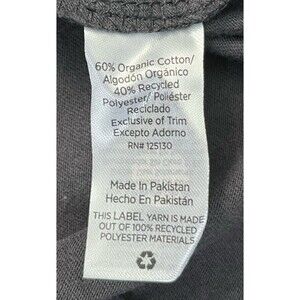 60% Organic Cotton/
Algodón Orgánico
40% Recycled
Polyester/ Poliéster
Reciclado
Exclusive of Trim
Excepto Adorno
RN# 125130
Made In Pakistan
Hecho En Pakistán
THIS LABEL YARN IS MADE
OUT OF 100% RECYCLED
POLYESTER MATERIALS